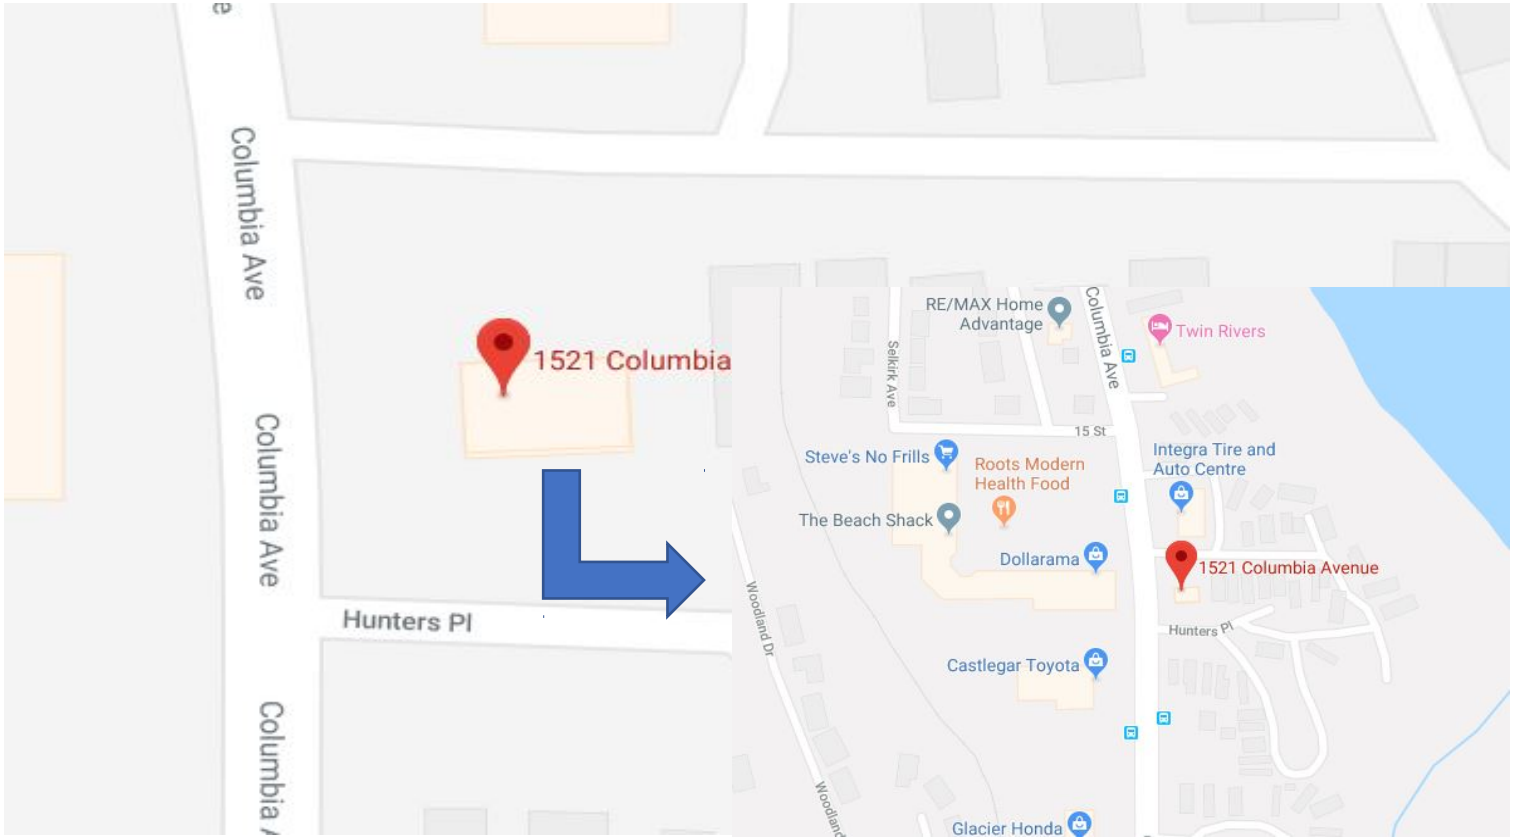 Columbia Ave
1521 Columbia
Columbia Ave
Hunters Pl
Columbia A
RE/MAX Home
Advantage
Columbia Ave
Twin Rivers
Selkirk Ave
15 St
Steve's No Frills
Roots Modern
Health Food
Integra Tire and
Auto Centre
The Beach Shack
Dollarama
1521 Columbia Avenue
Woodland Dr
Hunters Pl
Castlegar Toyota
Woodland
Glacier Honda